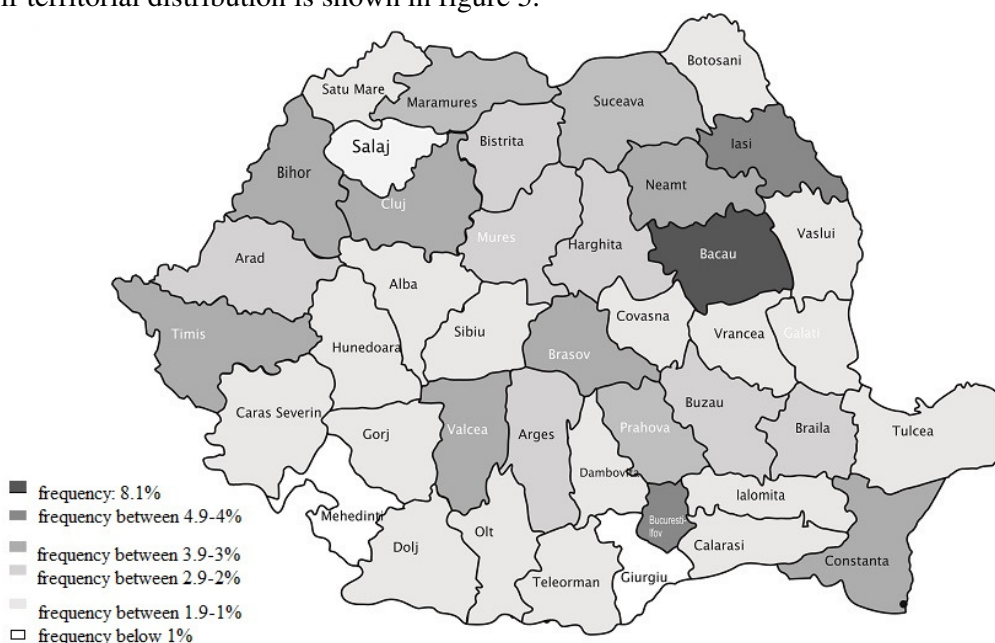 ir territorial distribution is shown in figure 5.
Botosani
Satu Mare
Maramures
Suceava
Salaj
Bistrita
Iasi
Bihor
Neamt
Cluj
Mures
Harghita
Vaslui
Arad
Bacau
Alba
Covasna
Timis
Sibiu
Vrancea
Galati
Hunedoara
Brasov
Caras Severin
Buzau
Gorj
Valcea
Arges
Prahova
Braila
Tulcea
Dambovita
Ialomita
Mehedinti
Bucuresti-
Ilfov
Olt
Dolj
Calarasi
Constanta
Teleorman
Giurgiu
frequency: 8.1%
frequency between 4.9-4%
frequency between 3.9-3%
frequency between 2.9-2%
frequency between 1.9-1%
frequency below 1%